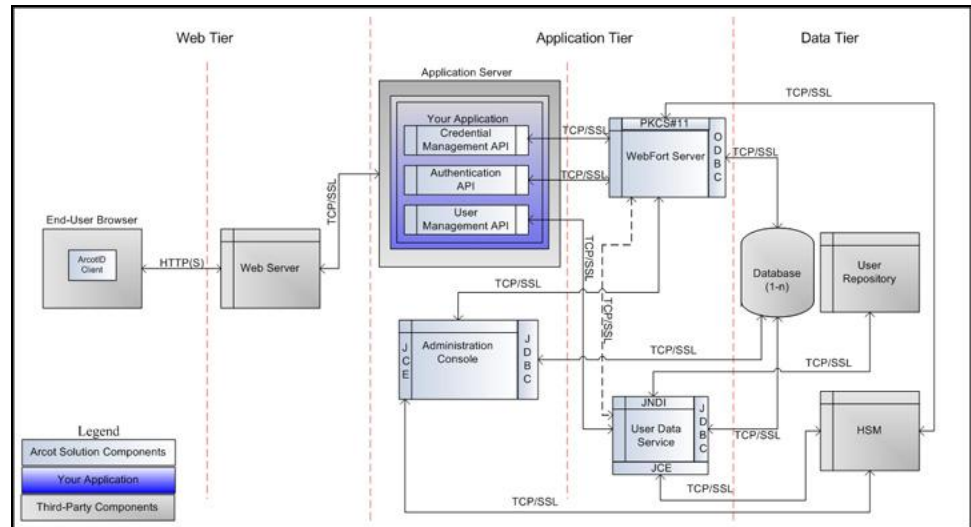 Web Tier
Application Tier
Data Tier
Application Server
Your Application
Credential
Management API
Authentication
API
User
Management API
TCP/SSL
TCP/SSL
PKCS#11
WebFort Server
ODBC
TCP/SSL
TCP/SSL
TCP/SSL
End-User Browser
ArcotID
Client
HTTP(S)
Web Server
TCP/SSL
TCP/SSL
TCP/SSL
Database
(1-n)
User
Repository
JCE
Administration
Console
JDBC
TCP/SSL
TCP/SSL
JNDI
User Data
Service
JDBC
JCE
TCP/SSL
HSM
TCP/SSL
TCP/SSL
Legend
Arcot Solution Components
Your Application
Third-Party Components